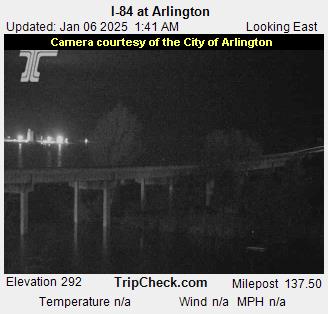 I-84 at Arlington
Updated: Jan 06 2025 1:41 AM Looking East
Camera courtesy of the City of Arlington
Elevation 292 TripCheck.com Milepost 137.50
Temperature n/a Wind n/a MPH n/a